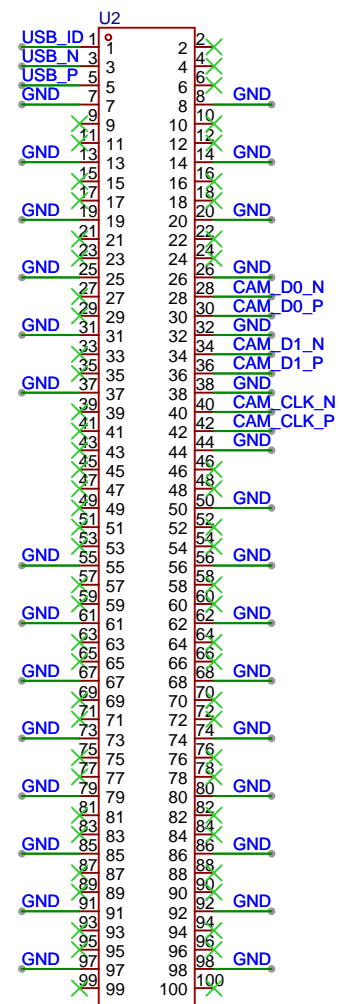 U2
USB_ID 1 1 2 2
USB_N 3 3 4 4
USB_P 5 5 6 6
GND 7 7 8 8 GND
9 9 10 10
11 11 12 12
GND 13 13 14 14 GND
15 15 16 16
17 17 18 18
GND 19 19 20 20 GND
21 21 22 22
23 23 24 24
GND 25 25 26 26 GND
27 27 28 28 CAM_D0_N
29 29 30 30 CAM_D0_P
GND 31 31 32 32 GND
33 33 34 34 CAM_D1_N
35 35 36 36 CAM_D1_P
GND 37 37 38 38 GND
39 39 40 40 CAM_CLK_N
41 41 42 42 CAM_CLK_P
43 43 44 44 GND
45 45 46 46
47 47 48 48
49 49 50 50 GND
51 51 52 52
53 53 54 54
GND 55 55 56 56 GND
57 57 58 58
59 59 60 60
GND 61 61 62 62 GND
63 63 64 64
65 65 66 66
GND 67 67 68 68 GND
69 69 70 70
71 71 72 72
GND 73 73 74 74 GND
75 75 76 76
77 77 78 78
GND 79 79 80 80 GND
81 81 82 82
83 83 84 84
GND 85 85 86 86 GND
87 87 88 88
89 89 90 90
GND 91 91 92 92 GND
93 93 94 94
95 95 96 96
GND 97 97 98 98 GND
99 99 100 100